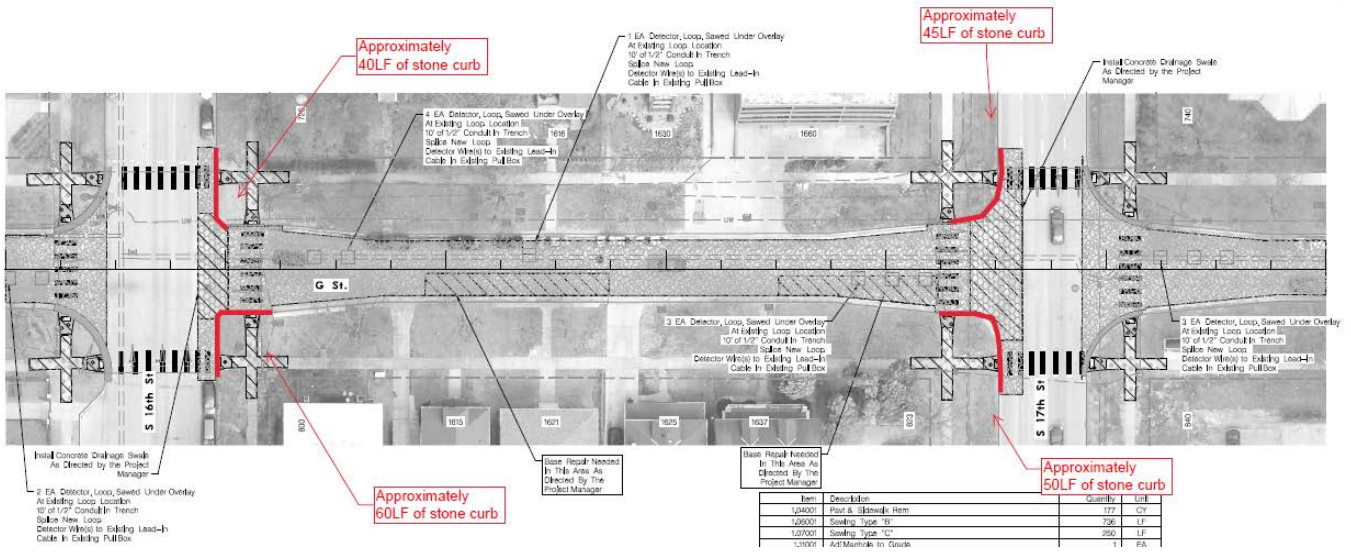 Approximately
40LF of stone curb
1 EA Detector, Loop, Sawed Under Overlay
At Existing Loop Location
10' of 1/2" Conduit In Trench
Splice New Loop
Detector Wire(s) to Existing Lead-In
Cable In Existing Pull Box
Approximately
45LF of stone curb
Install Concrete Drainage Swale
As Directed by the Project
Manager
4 EA Detector, Loop, Sawed Under Overlay
At Existing Loop Location
10' of 1/2" Conduit In Trench
Splice New Loop
Detector Wire(s) to Existing Lead-In
Cable In Existing Pull Box
720
1616
1630
1660
740
UW
UW
G St.
3 EA Detector, Loop, Sawed Under Overlay
At Existing Loop Location
10' of 1/2" Conduit In Trench
Splice New Loop
Detector Wire(s) to Existing Lead-In
Cable In Existing Pull Box
3 EA Detector, Loop, Sawed Under Overlay
At Existing Loop Location
10' of 1/2" Conduit In Trench
Splice New Loop
Detector Wire(s) to Existing Lead-In
Cable In Existing Pull Box
S 16th St
S 17th St
800
1615
1621
1625
1637
823
840
Install Concrete Drainage Swale
As Directed by the Project
Manager
2 EA Detector, Loop, Sawed Under Overlay
At Existing Loop Location
10' of 1/2" Conduit In Trench
Splice New Loop
Detector Wire(s) to Existing Lead-In
Cable In Existing Pull Box
Approximately
60LF of stone curb
Base Repair Needed
In This Area As
Directed By The
Project Manager
Base Repair Needed
In This Area As
Directed By The
Project Manager
Approximately
50LF of stone curb
Item Description Quantity Unit
1.04001 Pavt & Sidewalk Rem 177 CY
1.06001 Sawing Type "B" 736 LF
1.07001 Sawing Type "C" 250 LF
1.11001 Adj Manhole to Grade 1 EA